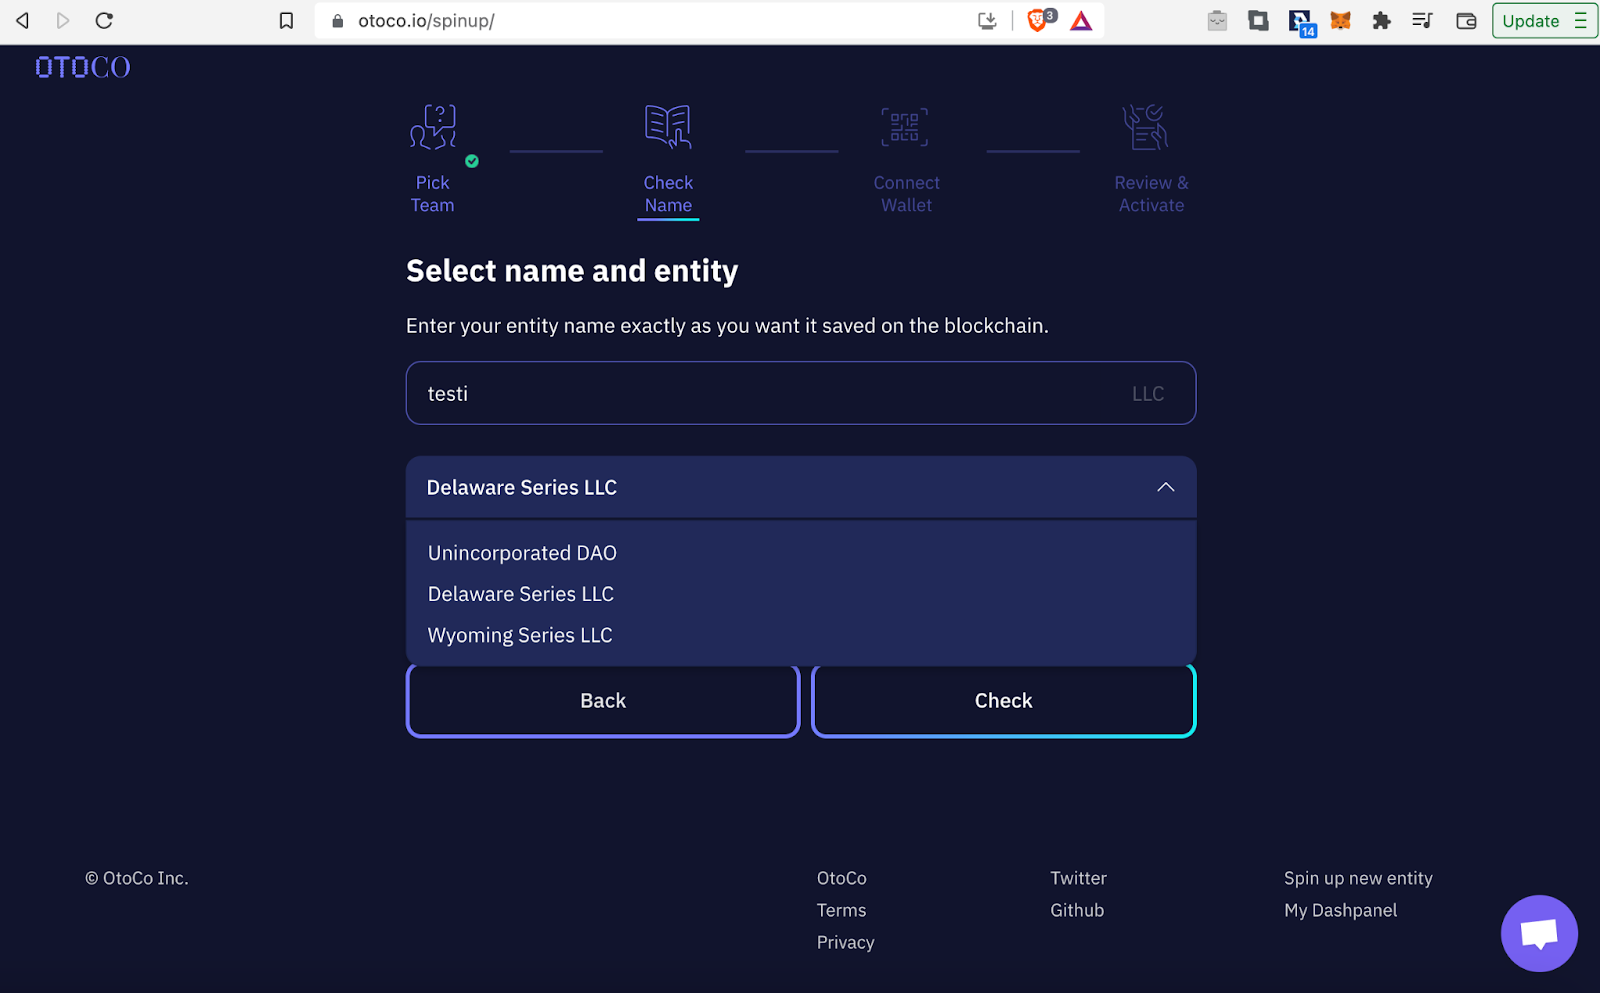 otoco.io/spinup/
3
14
Update
OTOCO
?
Pick
Team
Check
Name
Connect
Wallet
Review &
Activate
Select name and entity
Enter your entity name exactly as you want it saved on the blockchain.
testi
LLC
Delaware Series LLC
Unincorporated DAO
Delaware Series LLC
Wyoming Series LLC
Back
Check
© OtoCo Inc.
OtoCo
Terms
Privacy
Twitter
Github
Spin up new entity
My Dashpanel